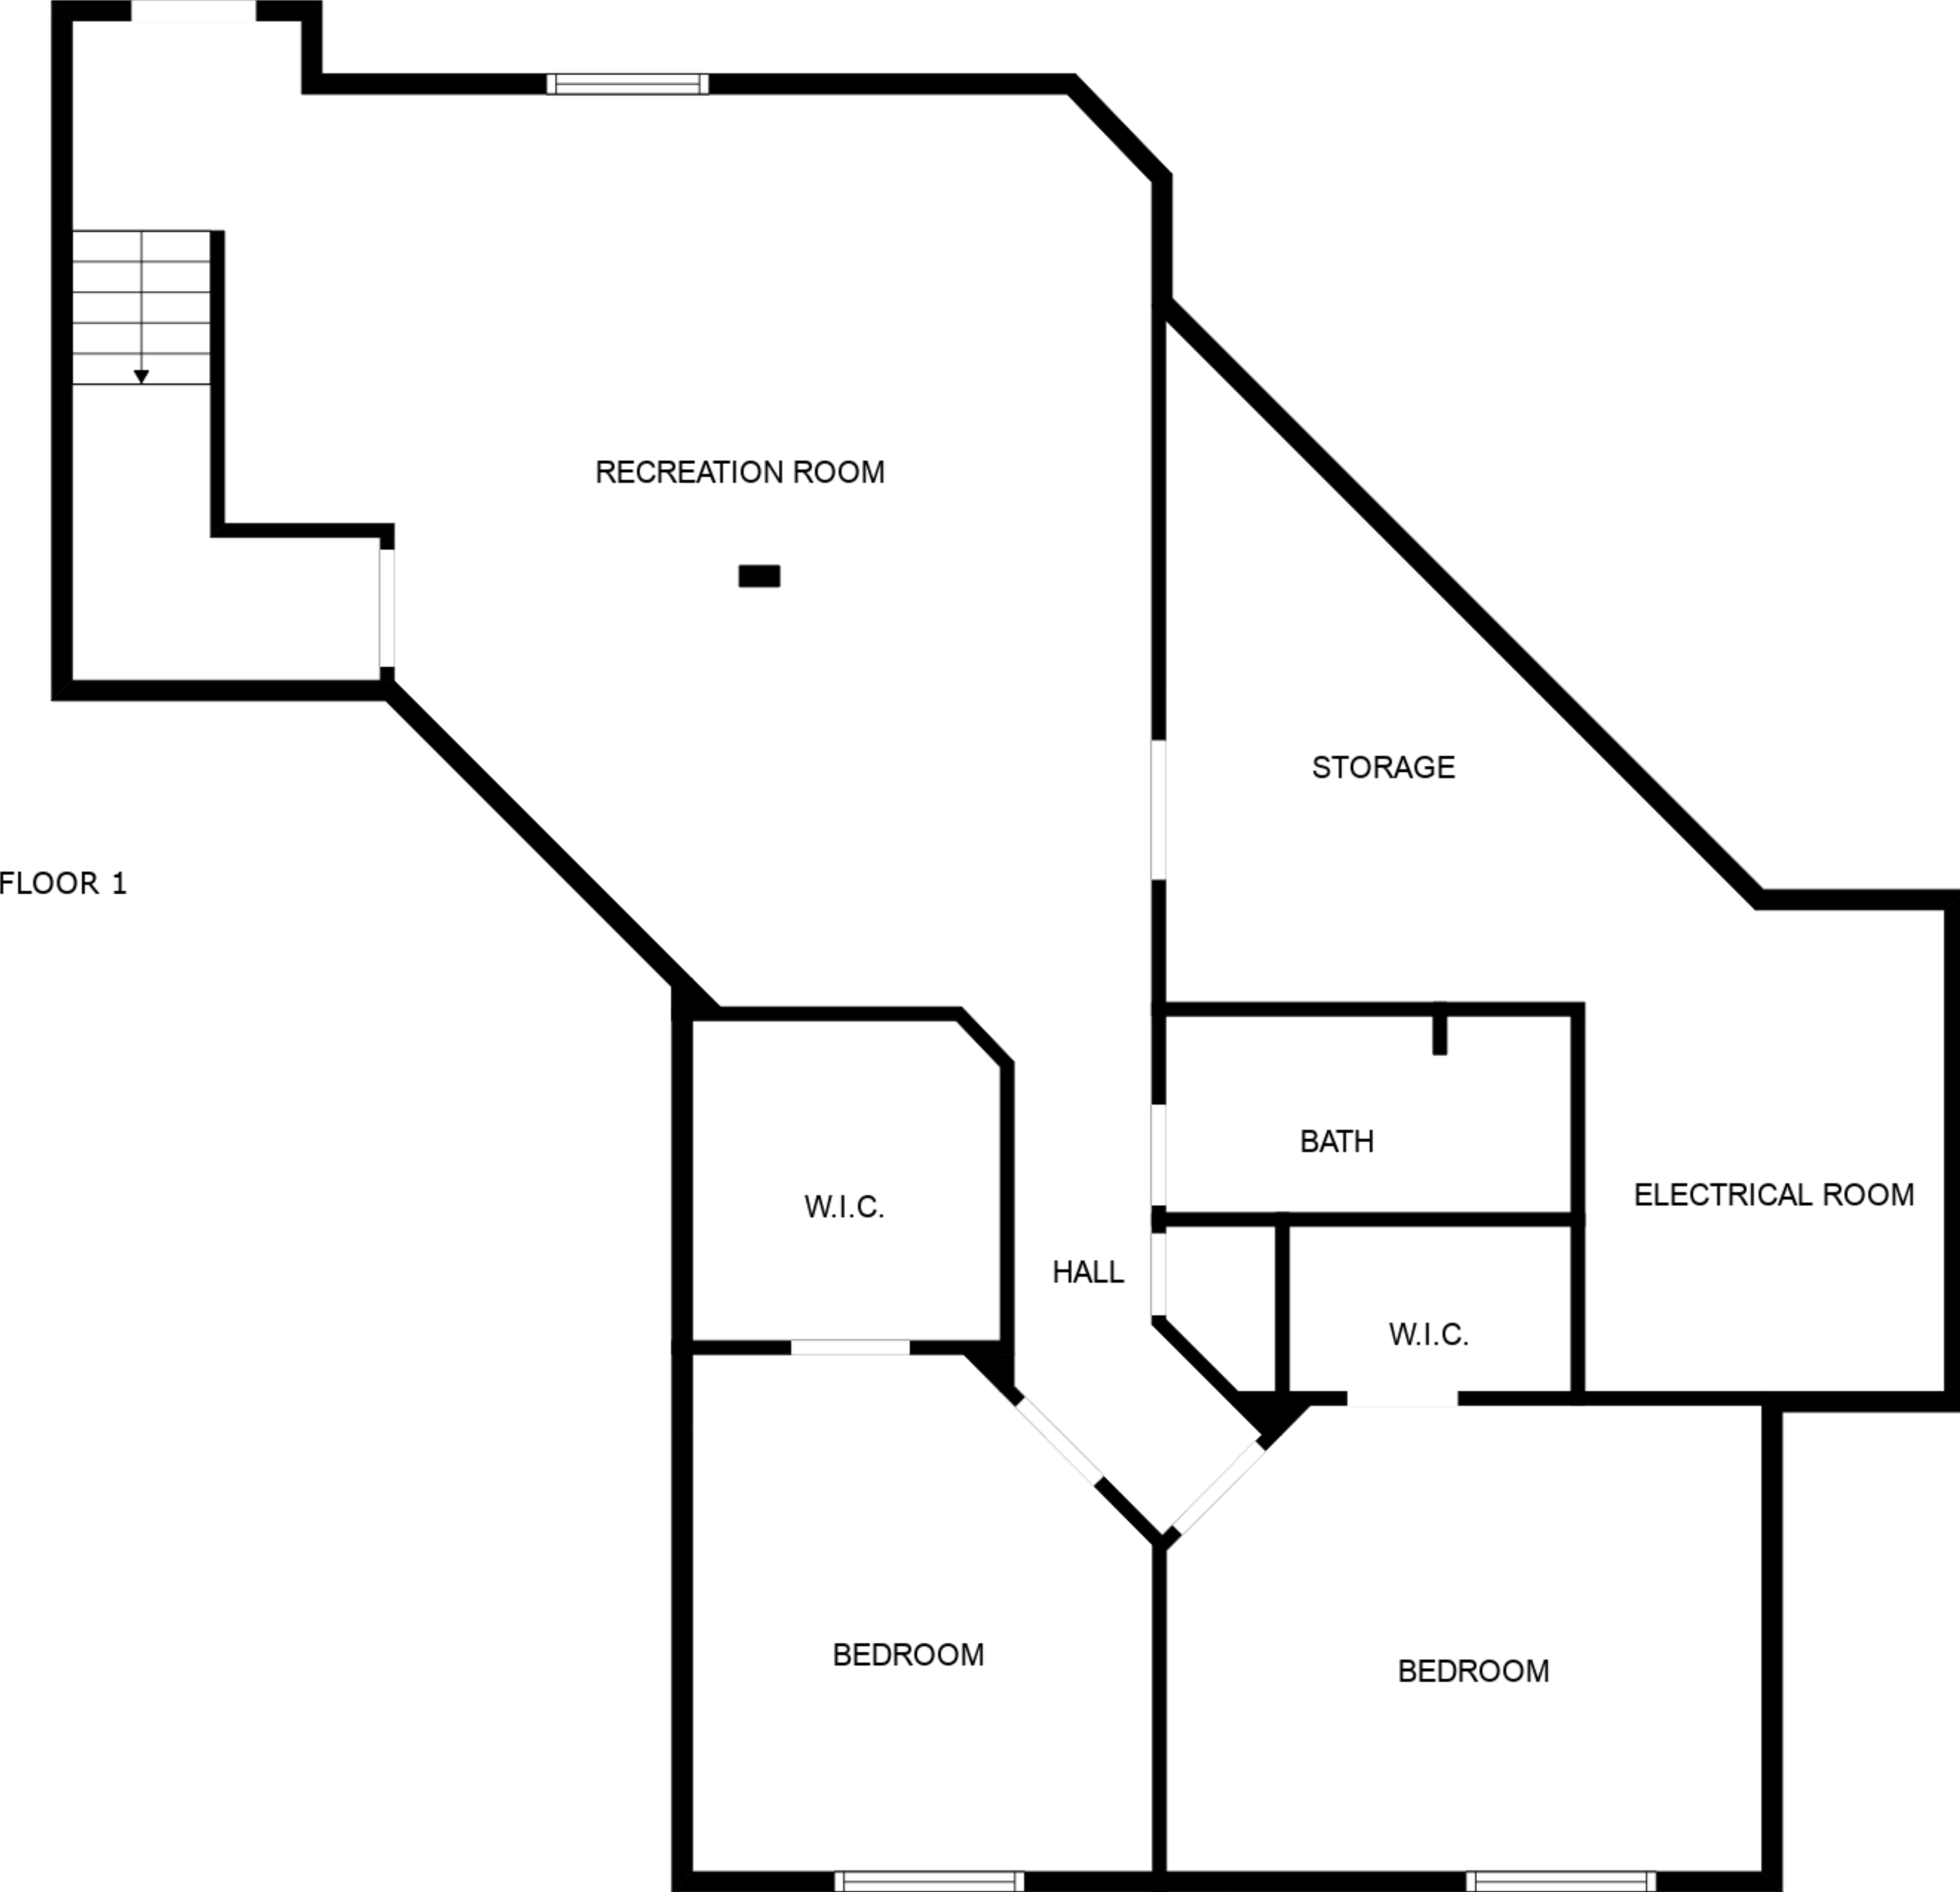 RECREATION ROOM
STORAGE
FLOOR 1
BATH
ELECTRICAL ROOM
W.I.C.
HALL
W.I.C.
BEDROOM
BEDROOM